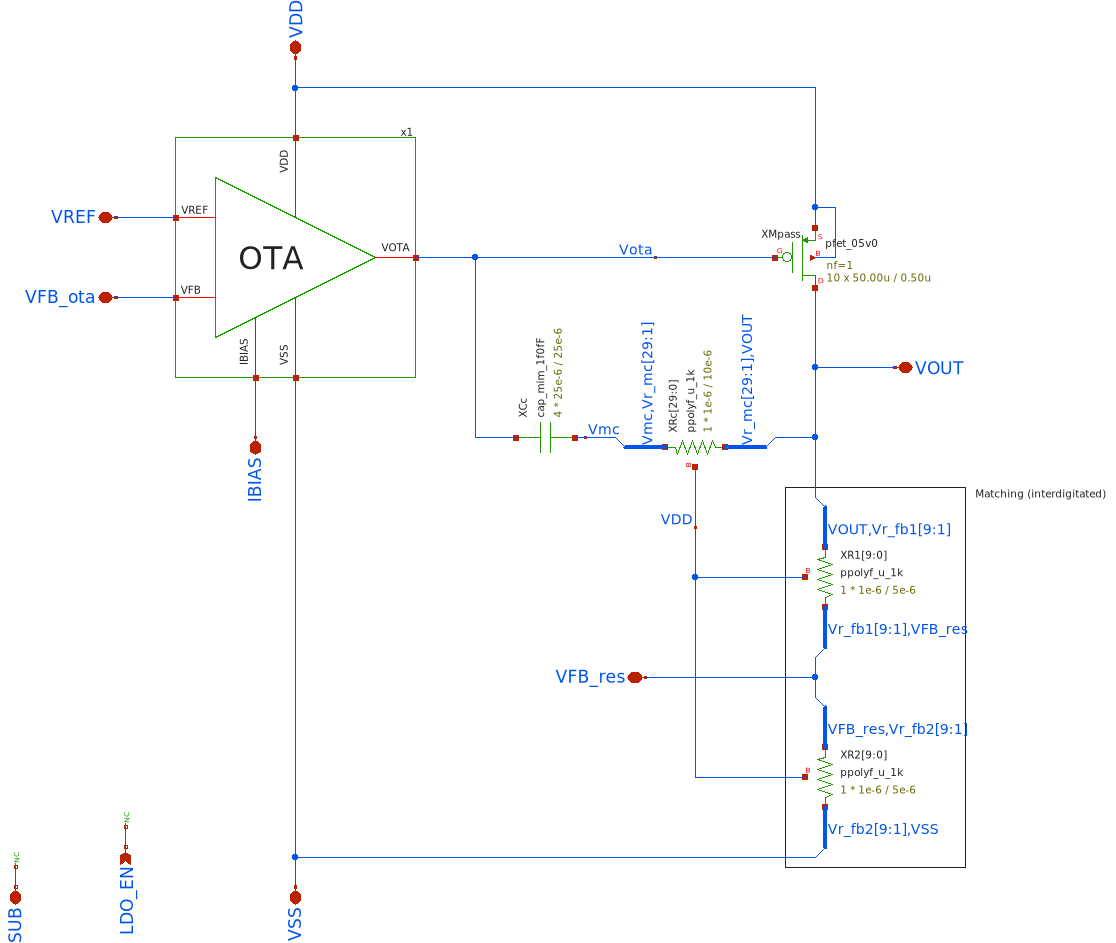 VDD
x1
VDD
VREF
VREF
OTA
VOTA
Vota
XMpass
pfet_05v0
G
S
B
D
nf=1
10 x 50.00u / 0.50u
VFB_ota
VFB
IBIAS
VSS
IBIAS
VOUT
XCc
cap_mim_1f0fF
4 * 25e-6 / 25e-6
Vmc
Vmc,Vr_mc[29:1]
XRc[29:0]
ppolyf_u_1k
1 * 1e-6 / 10e-6
Vr_mc[29:1],VOUT
B
VDD
Matching (interdigitated)
VOUT,Vr_fb1[9:1]
XR1[9:0]
B
ppolyf_u_1k
1 * 1e-6 / 5e-6
Vr_fb1[9:1],VFB_res
VFB_res
VFB_res,Vr_fb2[9:1]
XR2[9:0]
B
ppolyf_u_1k
1 * 1e-6 / 5e-6
Vr_fb2[9:1],VSS
NC
SUB
NC
LDO_EN
VSS